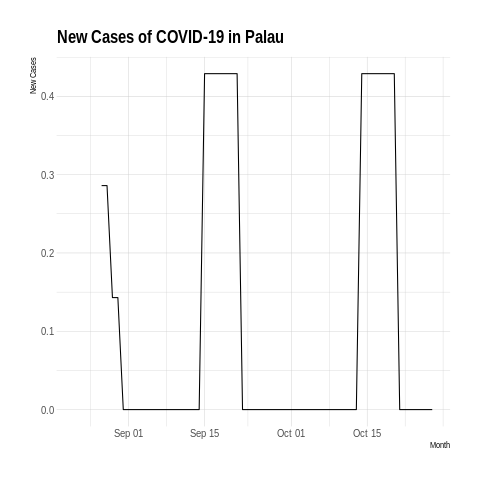 New Cases of COVID-19 in Palau
New Cases
0.4
0.3
0.2
0.1
0.0
Sep 01 Sep 15 Oct 01 Oct 15
Month